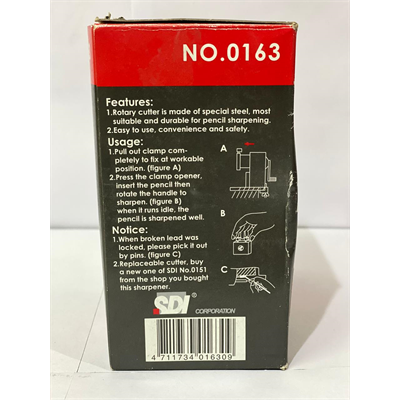 NO.0163
Features:
1.Rotary cutter is made of special steel, most
suitable and durable for pencil sharpening.
2.Easy to use, convenience and safety.
Usage:
1.Pull out clamp com-
pletely to fix at workable
position. (figure A)
2.Press the clamp opener,
insert the pencil then
rotate the handle to
sharpen. (figure B)
when it runs idle, the
pencil is sharpened well.
Notice:
1.When broken lead was
locked, please pick it out
by pins. (figure C)
2.Replaceable cutter, buy
a new one of SDI No.0151
from the shop you bought
this sharpener.
A
B
C
SDI® CORPORATION
4 711734 016309